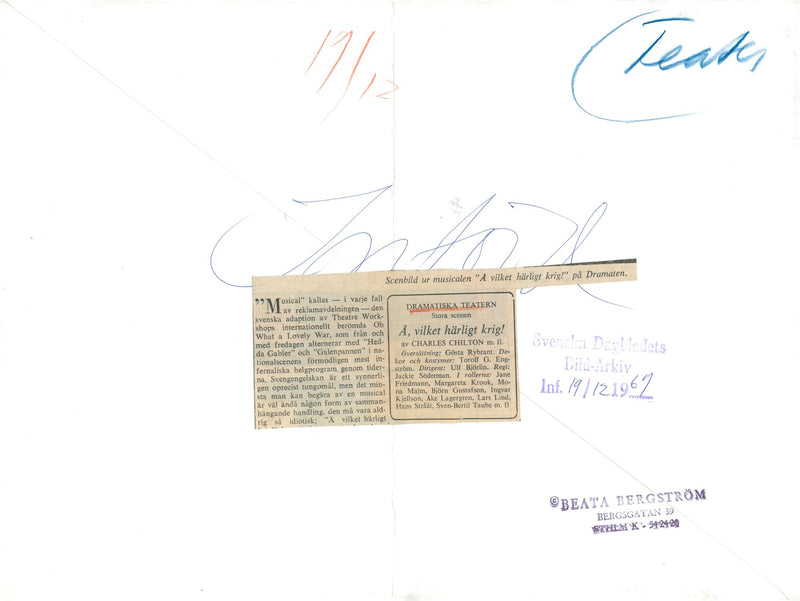 19/12
Teater
Scenbild ur musicalen "Å vilket härligt krig!" på Dramaten.
"Musical" kallas — i varje fall
av reklamavdelningen — den
svenska adaption av Theatre Work-
shops internationellt berömda Oh
What a Lovely War, som från och
med fredagen alternerar med "Hed-
da Gabler" och "Galenpannen" i na-
tionalscenens förmodligen mest in-
fernaliska helgprogram genom tider-
na. Svengengelskan är ett synnerli-
gen oprecist tungomål, men det min-
sta man kan begära av en musical
är väl ändå någon form av samman-
hängande handling, den må vara ald-
rig så idiotisk: "Å vilket härligt
DRAMATISKA TEATERN
Stora scenen
Å, vilket härligt krig!
av CHARLES CHILTON m. fl.
Översättning: Gösta Rybrant. De-
kor och kostymer: Torolf G. Eng-
ström. Dirigent: Ulf Björlin. Regi:
Jackie Söderman. I rollerna: Jane
Friedmann, Margareta Krook, Mo-
na Malm, Björn Gustafson, Ingvar
Kjellson, Åke Lagergren, Lars Lind,
Hans Strååt, Sven-Bertil Taube m. fl
Svenska Dagbladets
Bild-Arkiv
Inf. 19/12 1967
©BEATA BERGSTRÖM
BERGSGATAN 39
STHLM K - 542420